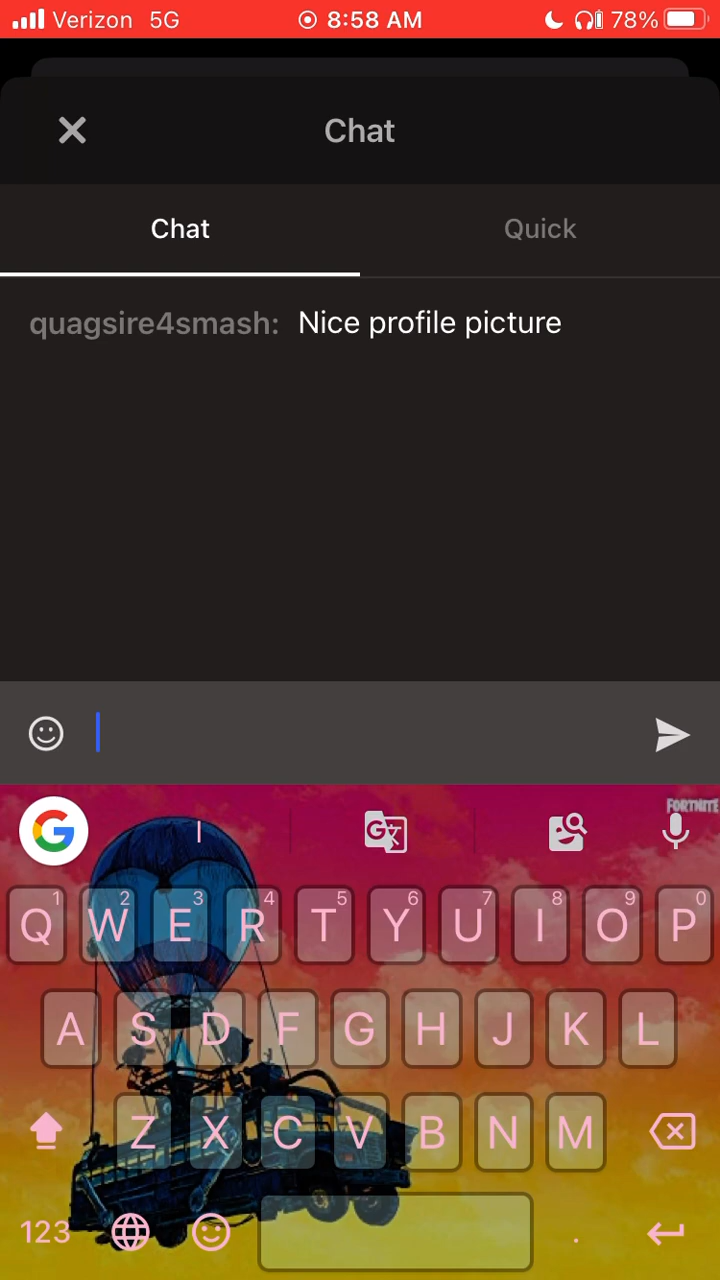 Verizon 5G 8:58 AM 78%
Chat
Chat Quick
quagsire4smash: Nice profile picture
FORTNITE
I
1 2 3 4 5 6 7 8 9 0
Q W E R T Y U I O P
A S D F G H J K L
Z X C V B N M
123 .